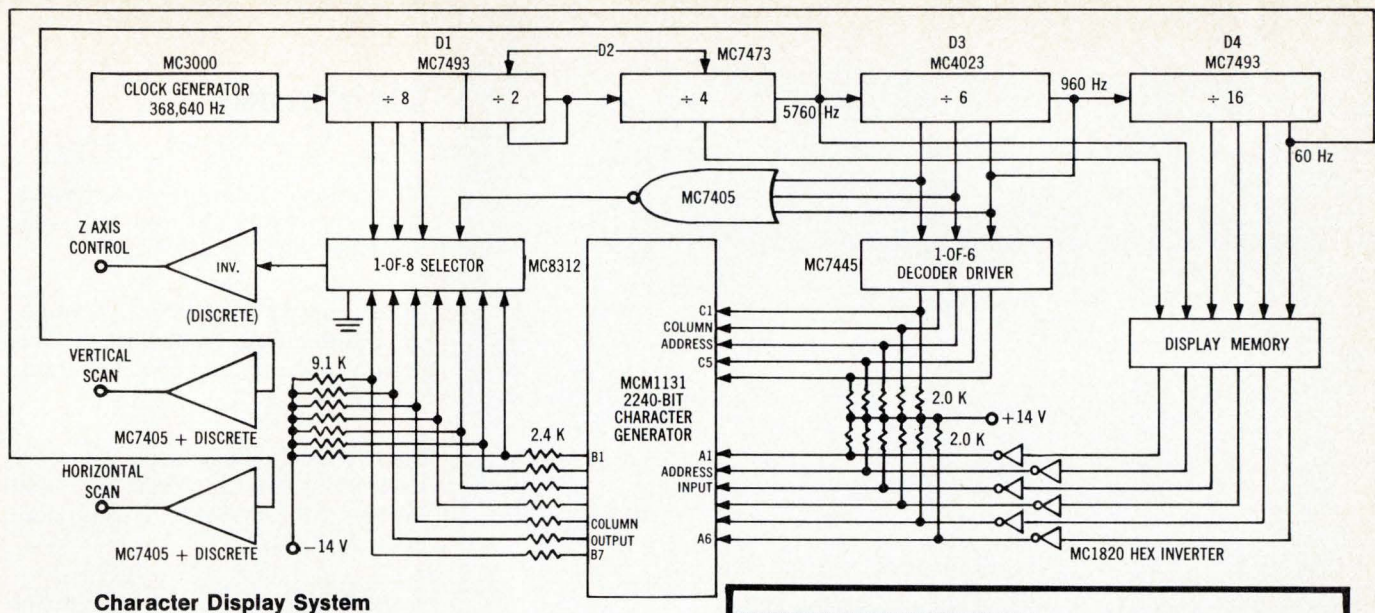 D1
D3
D4
MC3000
MC7493
D2
MC7473
MC4023
MC7493
CLOCK GENERATOR
368,640 Hz
÷ 8
÷ 2
÷ 4
5760 Hz
÷ 6
960 Hz
÷ 16
60 Hz
MC7405
Z AXIS
CONTROL
INV.
(DISCRETE)
1-OF-8 SELECTOR
MC8312
MC7445
1-OF-6
DECODER DRIVER
DISPLAY MEMORY
VERTICAL
SCAN
MC7405 + DISCRETE
HORIZONTAL
SCAN
MC7405 + DISCRETE
9.1 K
−14 V
2.4 K
MCM1131
2240-BIT
CHARACTER
GENERATOR
C1
COLUMN
ADDRESS
C5
2.0 K
+14 V
2.0 K
B1
COLUMN
OUTPUT
B7
A1
ADDRESS
INPUT
A6
MC1820 HEX INVERTER
Character Display System